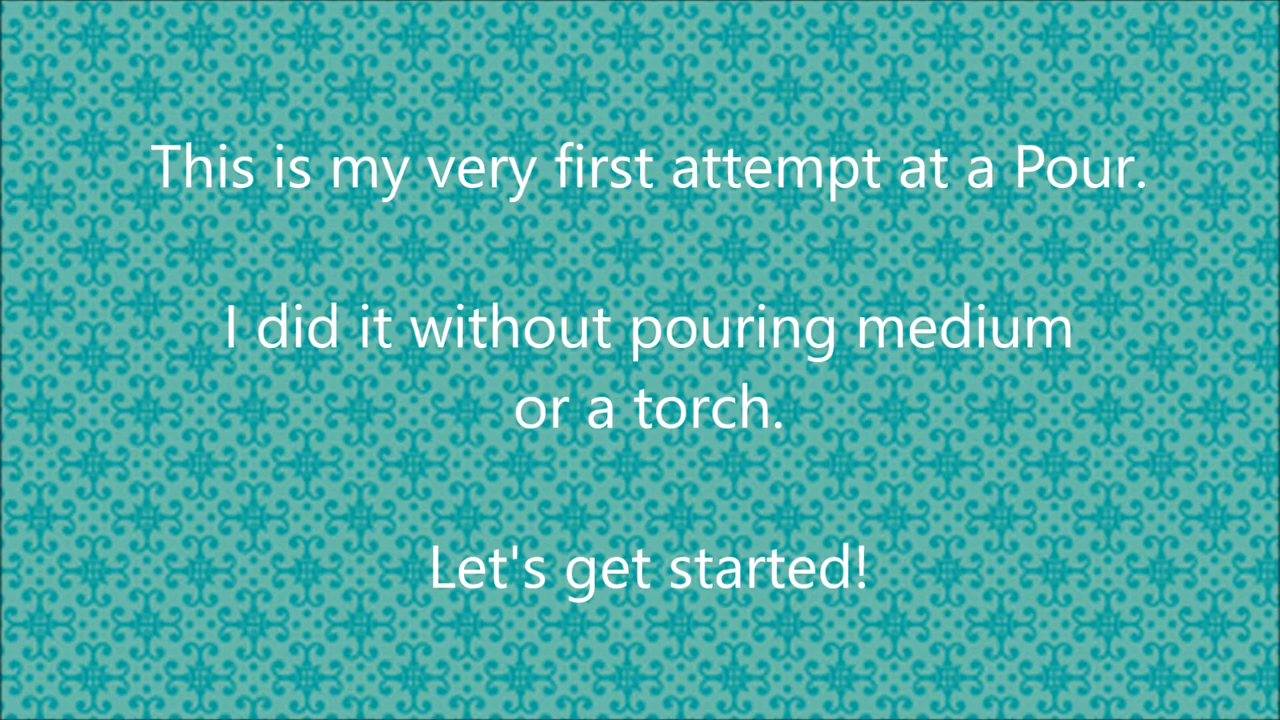 This is my very first attempt at a Pour.
I did it without pouring medium
or a torch.
Let's get started!